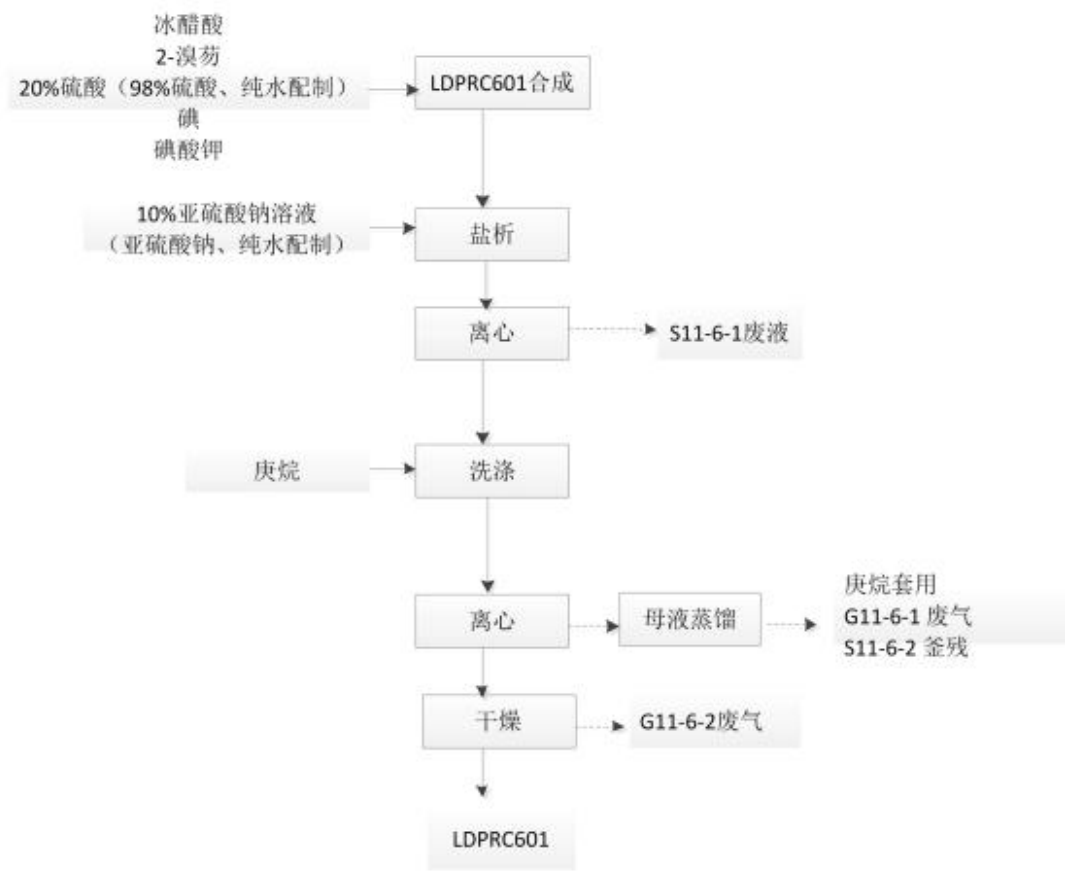 冰醋酸
2-溴芴
20%硫酸（98%硫酸、纯水配制）
碘
碘酸钾
LDPRC601合成
10%亚硫酸钠溶液
（亚硫酸钠、纯水配制）
盐析
离心
S11-6-1废液
庚烷
洗涤
离心
母液蒸馏
庚烷套用
G11-6-1 废气
S11-6-2 釜残
干燥
G11-6-2废气
LDPRC601